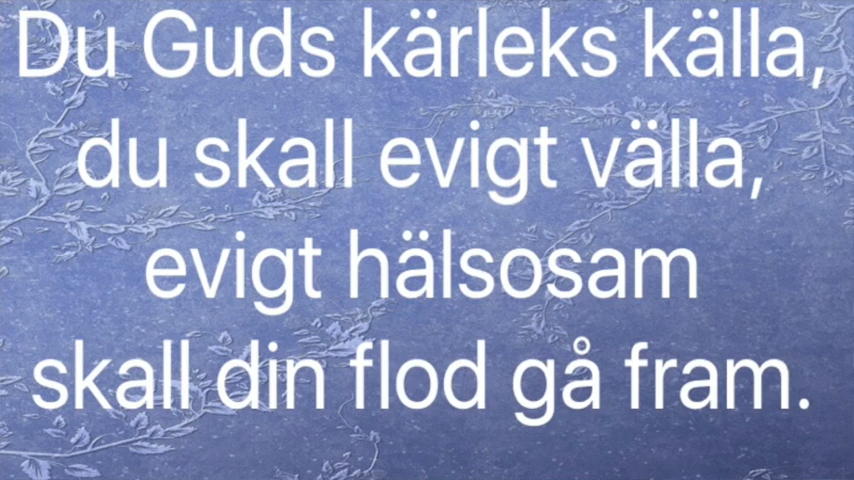 Du Guds kärleks källa,
du skall evigt välla,
evigt hälsosam
skall din flod gå fram.